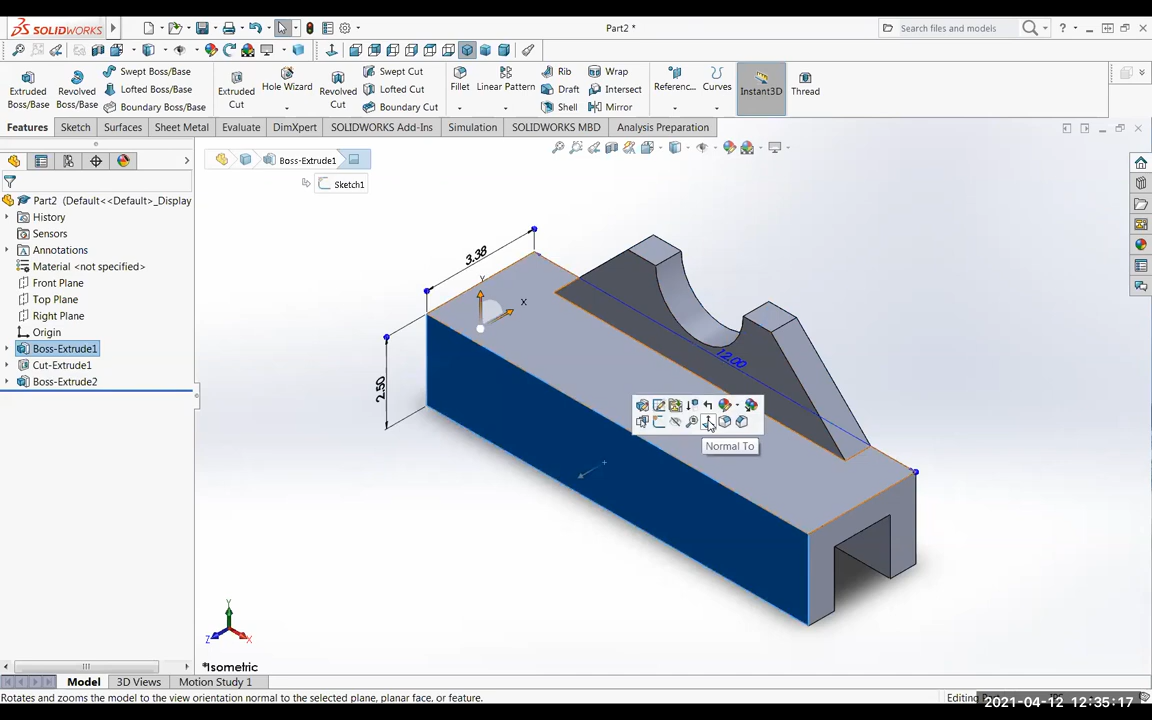 SOLIDWORKS
Part2 *
Search files and models
Extruded Boss/Base
Revolved Boss/Base
Swept Boss/Base
Lofted Boss/Base
Boundary Boss/Base
Extruded Cut
Hole Wizard
Revolved Cut
Swept Cut
Lofted Cut
Boundary Cut
Fillet
Linear Pattern
Rib
Draft
Shell
Wrap
Intersect
Mirror
Referenc...
Curves
Instant3D
Thread
Features
Sketch
Surfaces
Sheet Metal
Evaluate
DimXpert
SOLIDWORKS Add-Ins
Simulation
SOLIDWORKS MBD
Analysis Preparation
Boss-Extrude1
Sketch1
Part2 (Default<<Default>_Display
History
Sensors
Annotations
Material <not specified>
Front Plane
Top Plane
Right Plane
Origin
Boss-Extrude1
Cut-Extrude1
Boss-Extrude2
3.38
Y
X
12.00
2.50
Normal To
Y
Z
X
*Isometric
Model
3D Views
Motion Study 1
Rotates and zooms the model to the view orientation normal to the selected plane, planar face, or feature.
Editing
2021-04-12 12:35:17